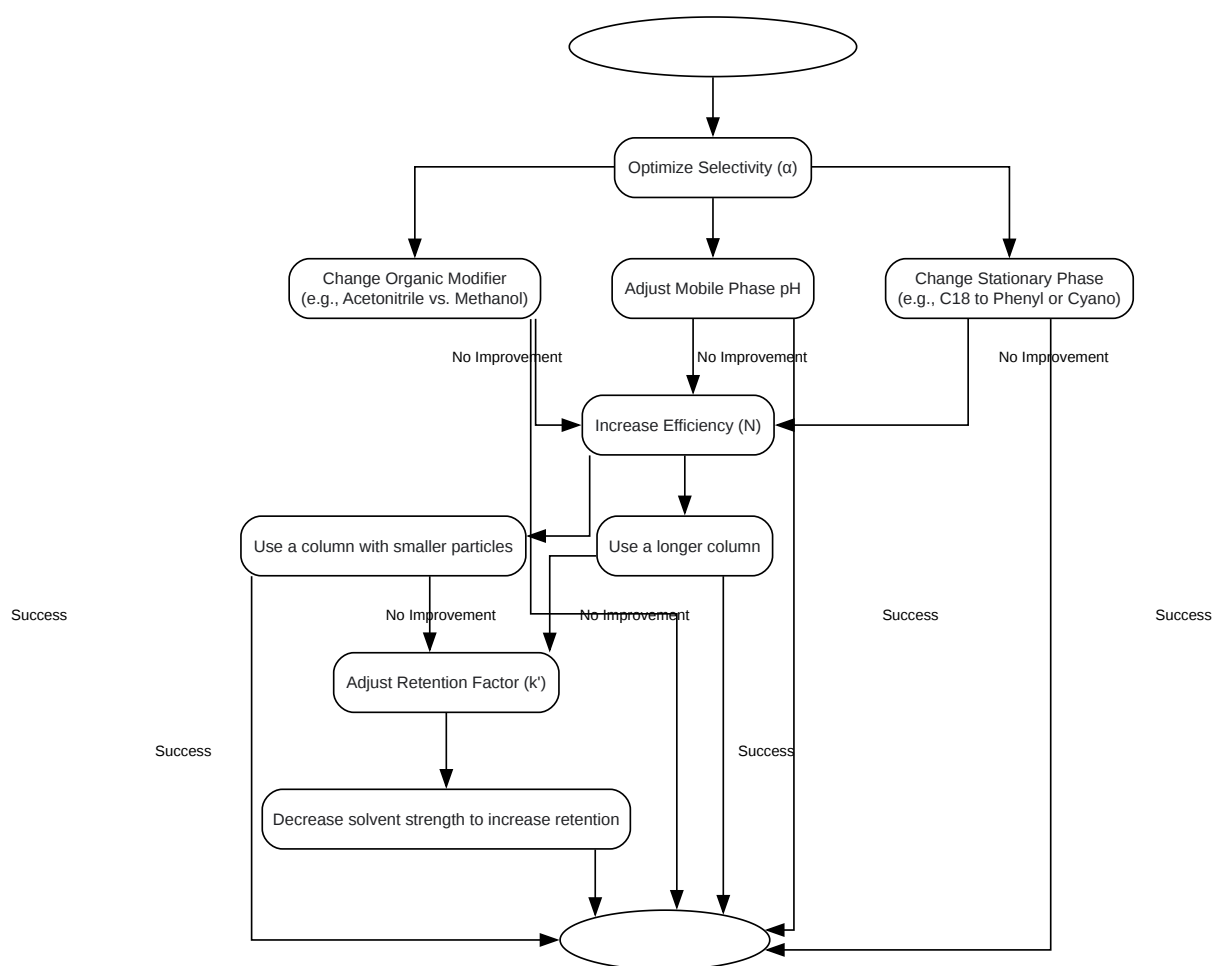 Optimize Selectivity (α)
Change Organic Modifier
(e.g., Acetonitrile vs. Methanol)
Adjust Mobile Phase pH
Change Stationary Phase
(e.g., C18 to Phenyl or Cyano)
No Improvement
No Improvement
No Improvement
Increase Efficiency (N)
Use a column with smaller particles
Use a longer column
Success
No Improvement
No Improvement
Success
Success
Adjust Retention Factor (k')
Success
Success
Decrease solvent strength to increase retention